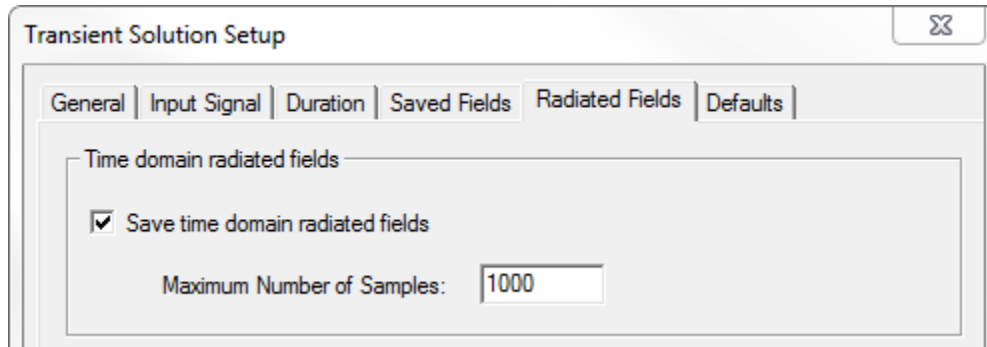 Transient Solution Setup
General Input Signal Duration Saved Fields Radiated Fields Defaults
Time domain radiated fields
Save time domain radiated fields
Maximum Number of Samples: 1000